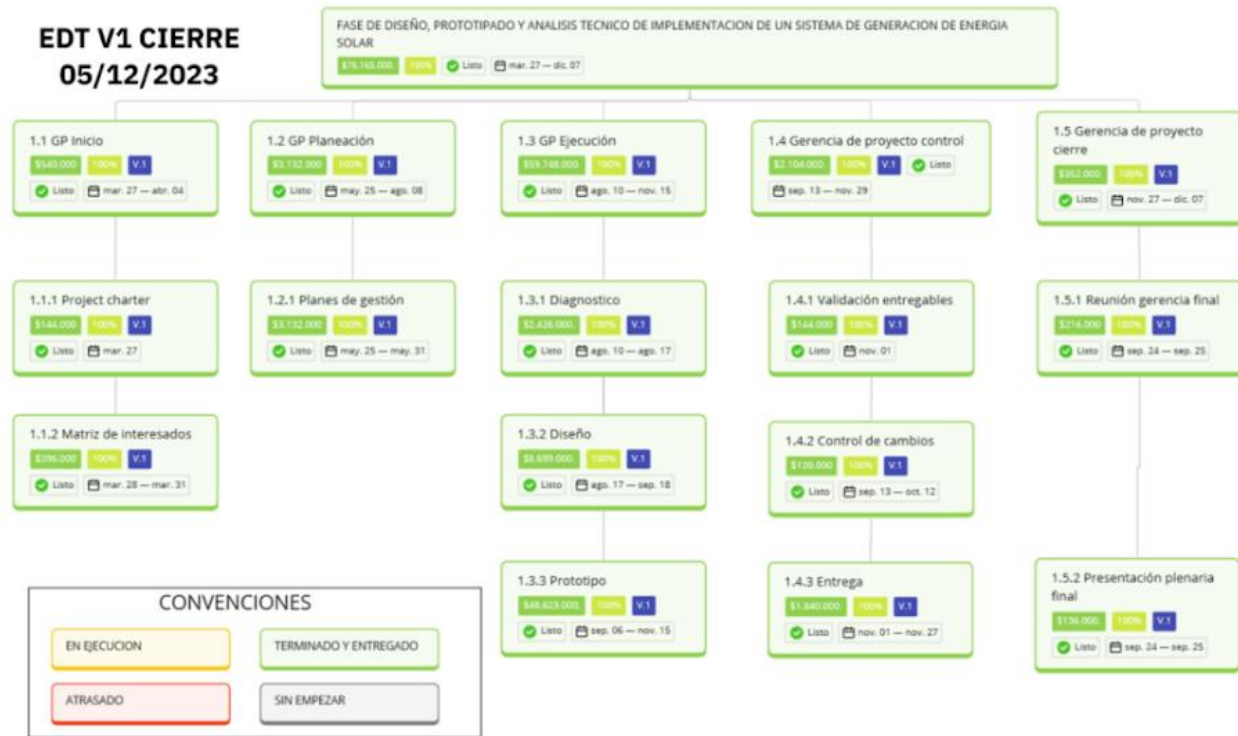 EDT V1 CIERRE
05/12/2023
FASE DE DISEÑO, PROTOTIPADO Y ANALISIS TECNICO DE IMPLEMENTACION DE UN SISTEMA DE GENERACION DE ENERGIA
SOLAR
$76.165.000. 100% Listo mar. 27 — dic. 07
1.1 GP Inicio
$540.000. 100% V.1
Listo mar. 27 — abr. 04
1.1.1 Project charter
$144.000. 100% V.1
Listo mar. 27
1.1.2 Matriz de interesados
$396.000. 100% V.1
Listo mar. 28 — mar. 31
1.2 GP Planeación
$3.132.000. 100% V.1
Listo may. 25 — ago. 08
1.2.1 Planes de gestión
$3.132.000. 100% V.1
Listo may. 25 — may. 31
1.3 GP Ejecución
$59.748.000. 100% V.1
Listo ago. 10 — nov. 15
1.3.1 Diagnostico
$2.426.000. 100% V.1
Listo ago. 10 — ago. 17
1.3.2 Diseño
$8.699.000. 100% V.1
Listo ago. 17 — sep. 18
1.3.3 Prototipo
$48.623.000. 100% V.1
Listo sep. 06 — nov. 15
1.4 Gerencia de proyecto control
$2.104.000. 100% V.1 Listo
sep. 13 — nov. 29
1.4.1 Validación entregables
$144.000. 100% V.1
Listo nov. 01
1.4.2 Control de cambios
$120.000. 100% V.1
Listo sep. 13 — oct. 12
1.4.3 Entrega
$1.840.000. 100% V.1
Listo nov. 01 — nov. 27
1.5 Gerencia de proyecto
cierre
$352.000. 100% V.1
Listo nov. 27 — dic. 07
1.5.1 Reunión gerencia final
$216.000. 100% V.1
Listo sep. 24 — sep. 25
1.5.2 Presentación plenaria
final
$136.000. 100% V.1
Listo sep. 24 — sep. 25
CONVENCIONES
EN EJECUCION
TERMINADO Y ENTREGADO
ATRASADO
SIN EMPEZAR